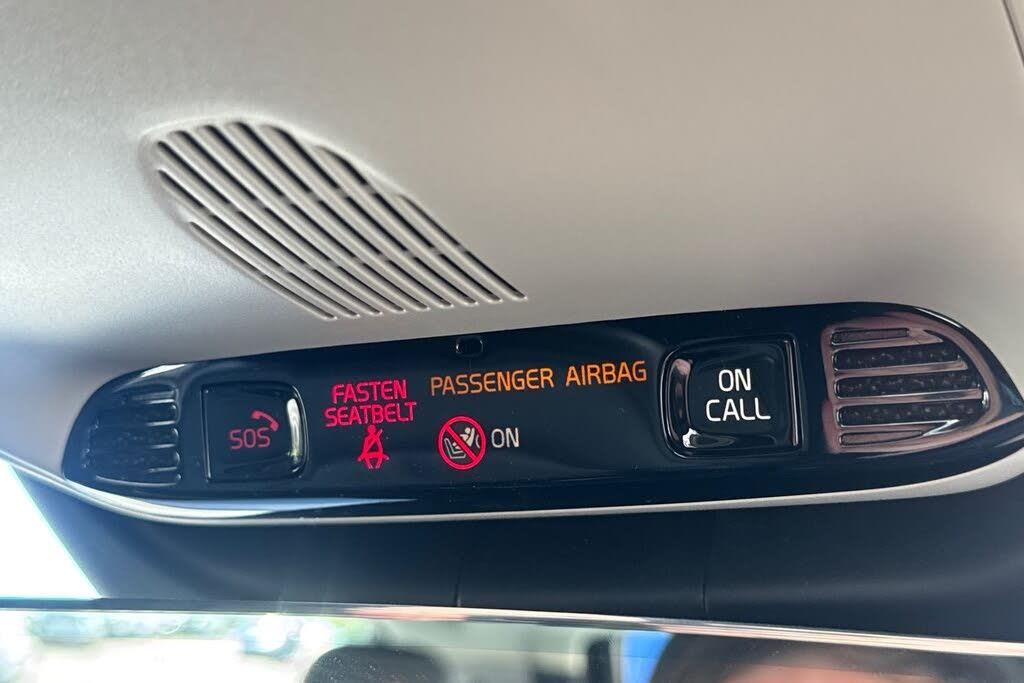 SOS
FASTEN
SEATBELT
PASSENGER AIRBAG
ON
ON
CALL